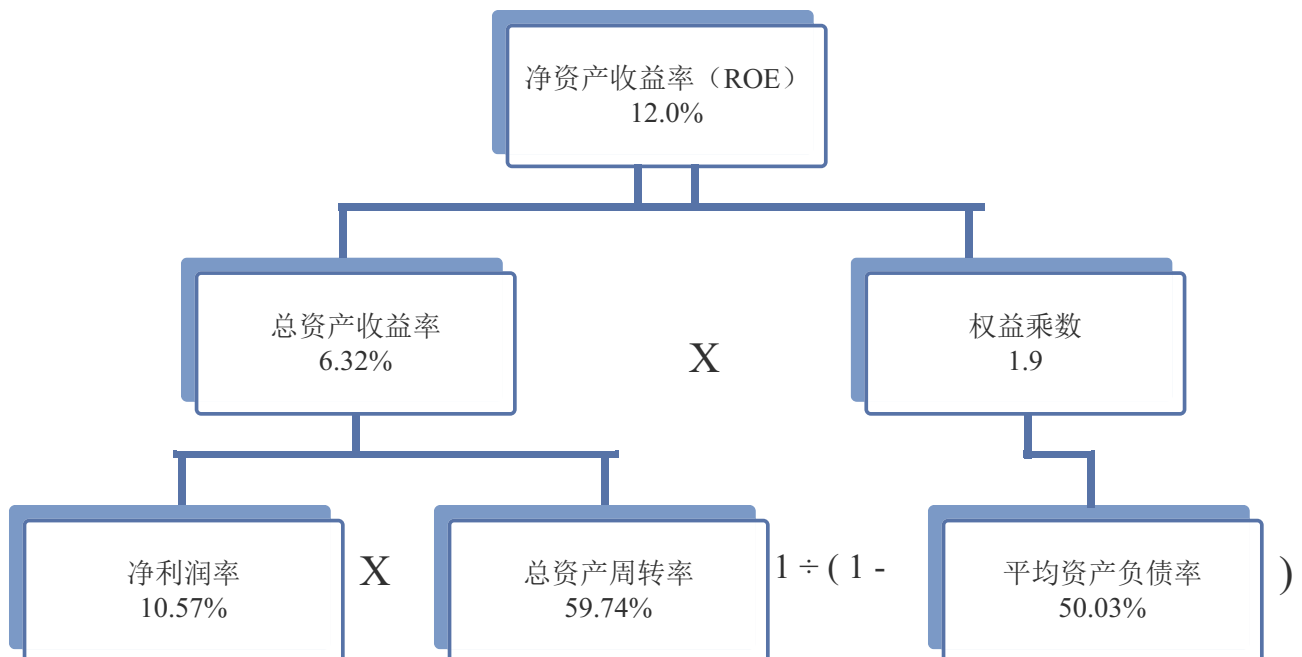 净资产收益率（ROE）
12.0%
总资产收益率
6.32%
X
权益乘数
1.9
净利润率
10.57%
X
总资产周转率
59.74%
1 ÷ ( 1 -
平均资产负债率
50.03%
)